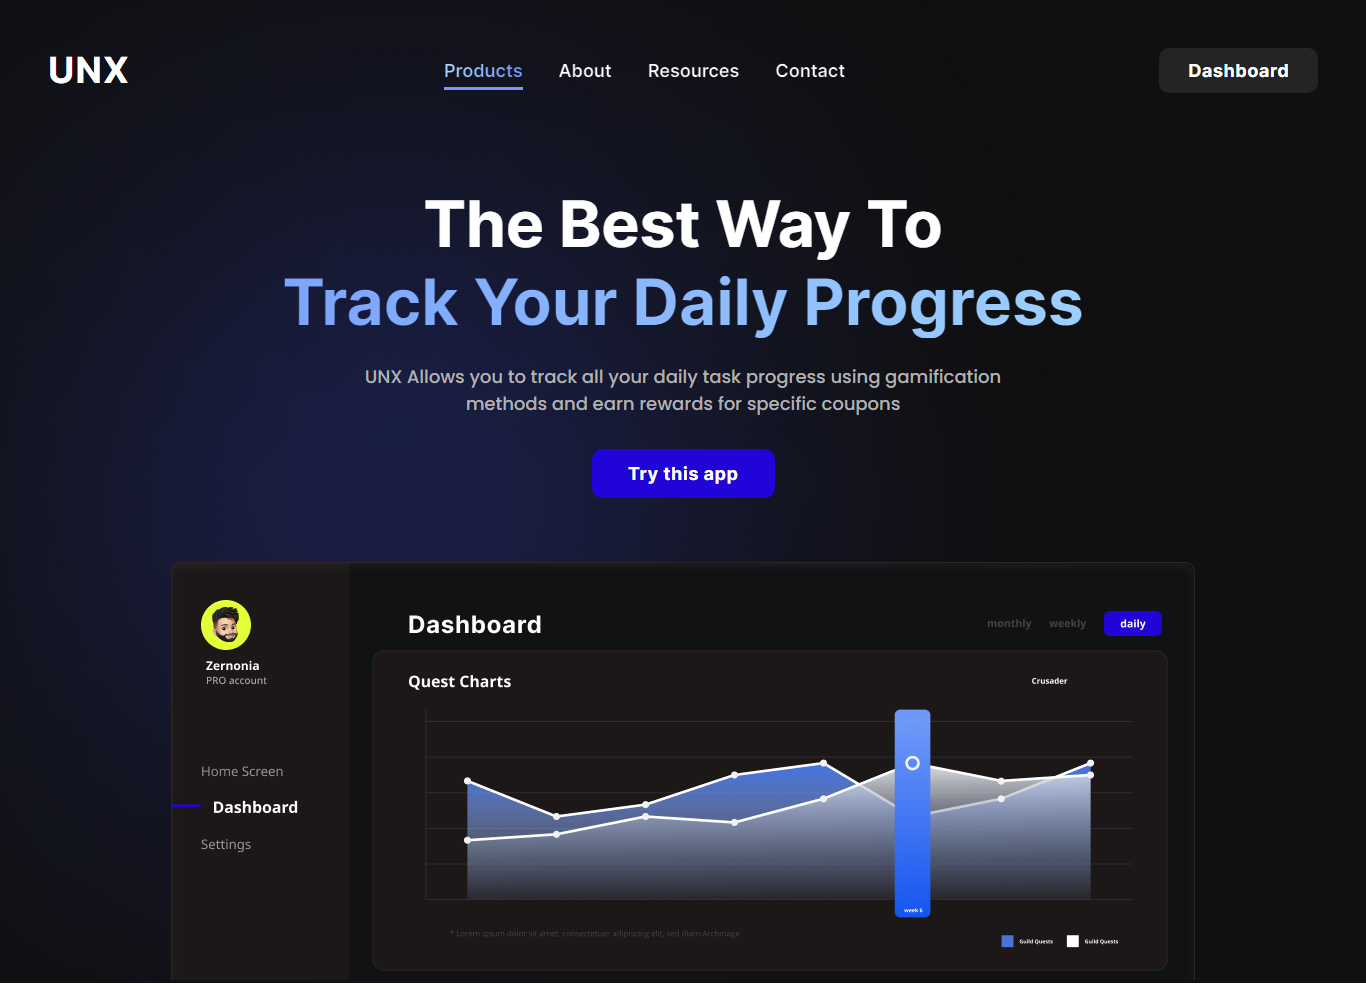 UNX
Products About Resources Contact
Dashboard
The Best Way To
Track Your Daily Progress
UNX Allows you to track all your daily task progress using gamification
methods and earn rewards for specific coupons
Try this app
Zernonia
PRO account
Home Screen
Dashboard
Settings
Dashboard
monthly weekly daily
Quest Charts
Crusader
week 6
* Lorem ipsum dolor sit amet, consectetuer adipiscing elit, sed diam Archmage
Guild Quests Guild Quests